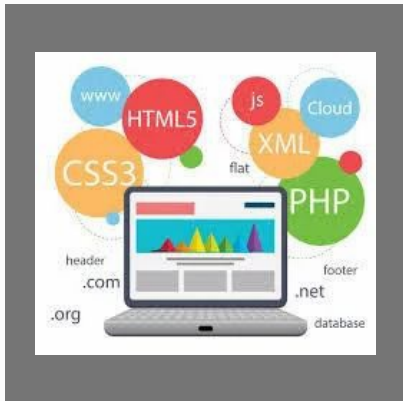 www
HTML5
js
Cloud
XML
CSS3
flat
PHP
header
footer
.com
.net
.org
database